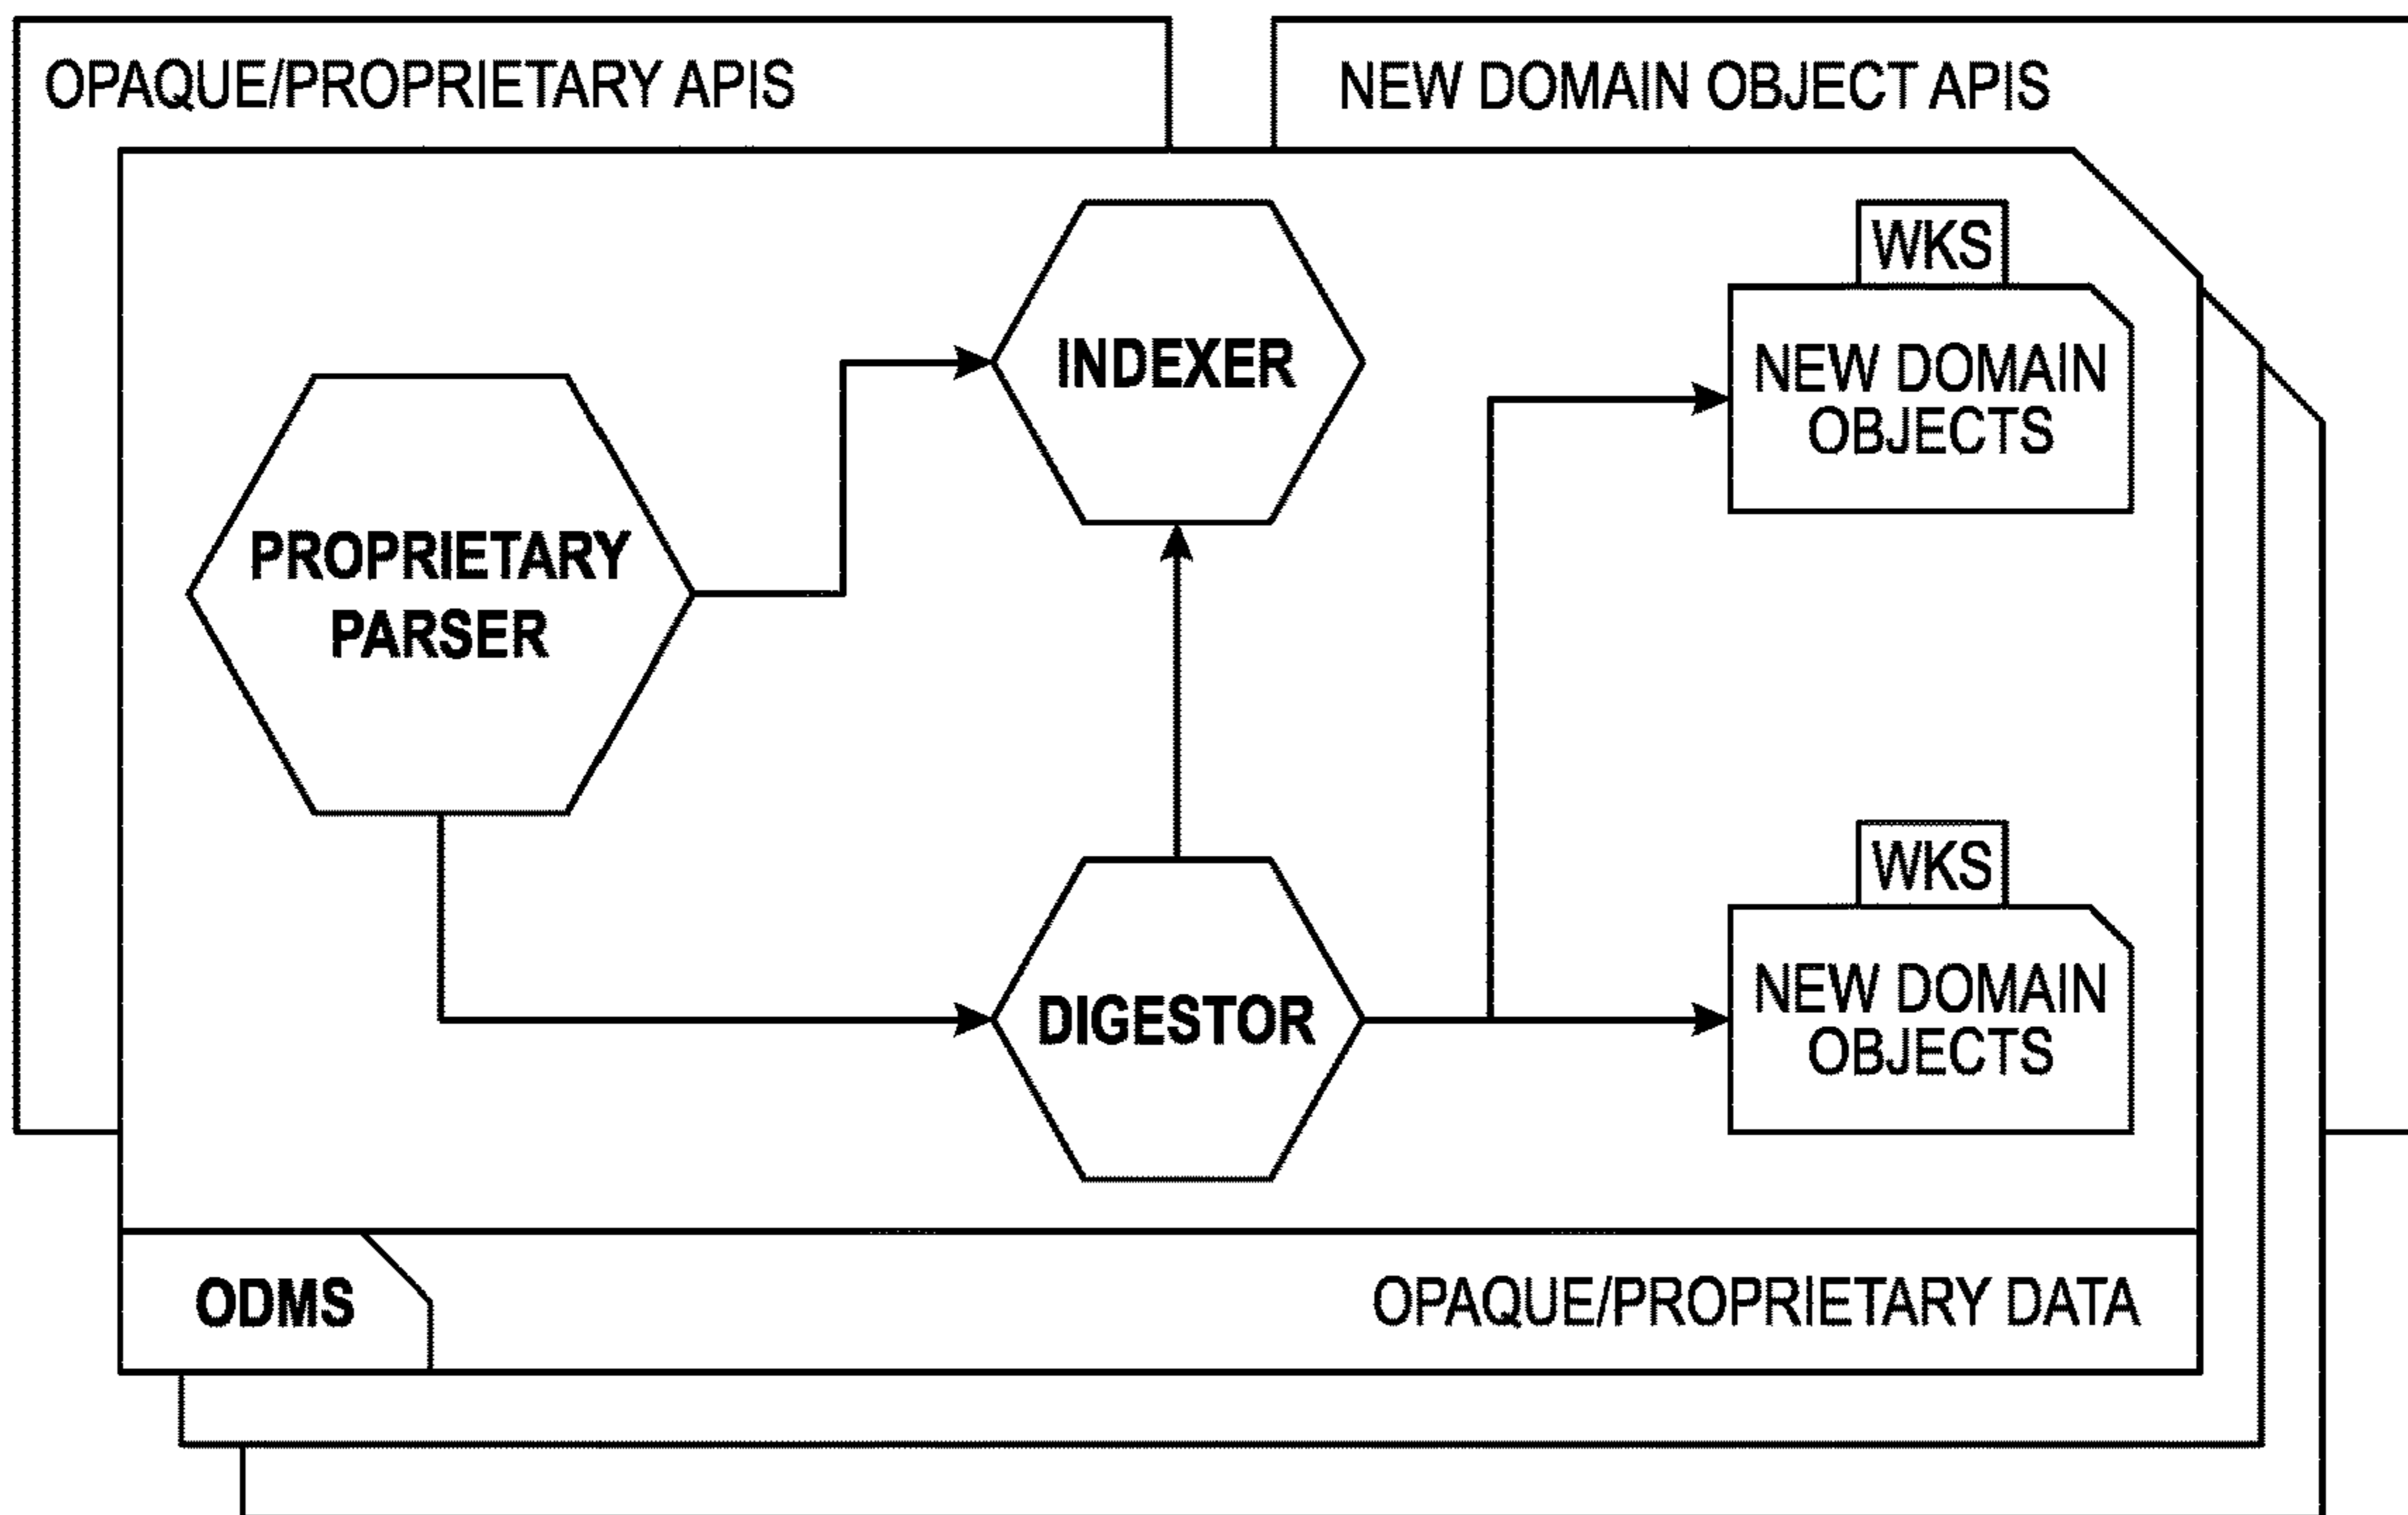 OPAQUE/PROPRIETARY APIS
NEW DOMAIN OBJECT APIS
WKS
NEW DOMAIN
OBJECTS
INDEXER
PROPRIETARY
PARSER
WKS
NEW DOMAIN
OBJECTS
DIGESTOR
ODMS
OPAQUE/PROPRIETARY DATA